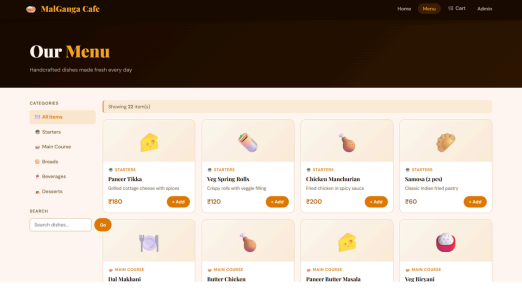 MalGanga Cafe
Home
Menu
Cart
Admin
Our Menu
Handcrafted dishes made fresh every day
CATEGORIES
All Items
Starters
Main Course
Breads
Beverages
Desserts
SEARCH
Search dishes...
Go
Showing 22 item(s)
STARTERS
Paneer Tikka
Grilled cottage cheese with spices
₹180
+ Add
STARTERS
Veg Spring Rolls
Crispy rolls with veggie filling
₹120
+ Add
STARTERS
Chicken Manchurian
Fried chicken in spicy sauce
₹200
+ Add
STARTERS
Samosa (2 pcs)
Classic Indian fried pastry
₹60
+ Add
MAIN COURSE
Dal Makhani
MAIN COURSE
Butter Chicken
MAIN COURSE
Paneer Butter Masala
MAIN COURSE
Veg Biryani